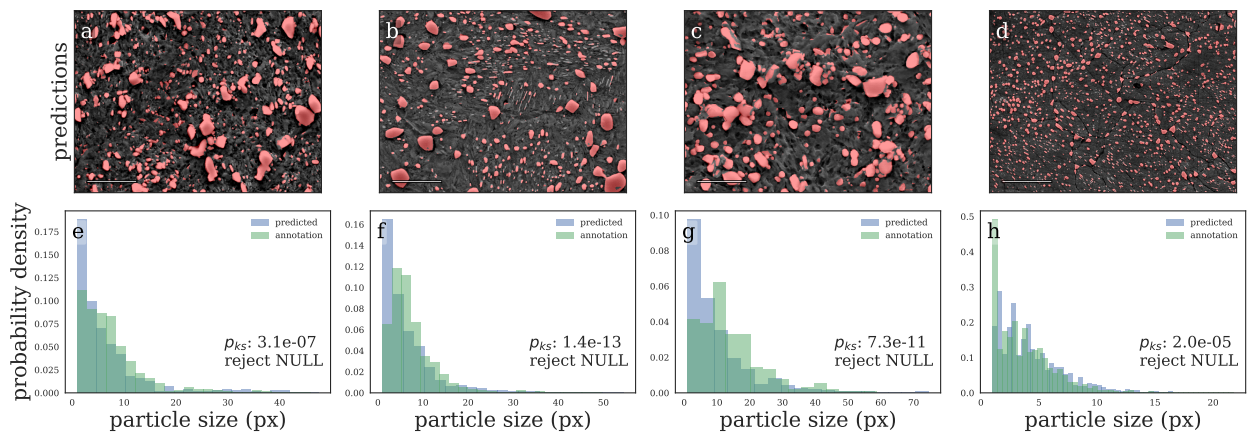 predictions
a
b
c
d
probability density
e
predicted
annotation
0.175
0.150
0.125
0.100
0.075
0.050
0.025
0.000
p_ks: 3.1e-07
reject NULL
0 10 20 30 40
particle size (px)
f
predicted
annotation
0.16
0.14
0.12
0.10
0.08
0.06
0.04
0.02
0.00
p_ks: 1.4e-13
reject NULL
0 10 20 30 40 50
particle size (px)
g
predicted
annotation
0.10
0.08
0.06
0.04
0.02
0.00
p_ks: 7.3e-11
reject NULL
0 10 20 30 40 50 60 70
particle size (px)
h
predicted
annotation
0.5
0.4
0.3
0.2
0.1
0.0
p_ks: 2.0e-05
reject NULL
0 5 10 15 20
particle size (px)